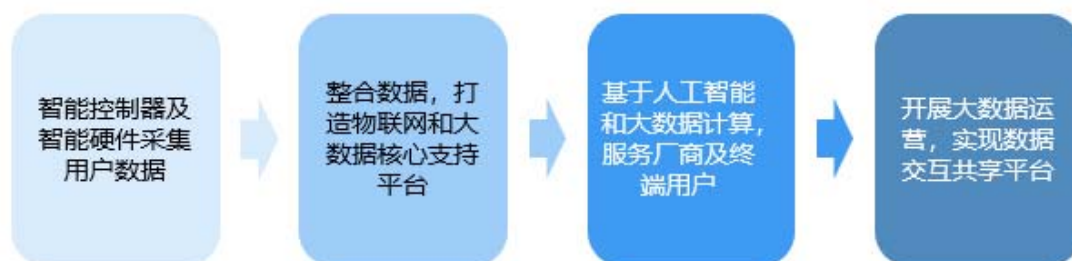 智能控制器及
智能硬件采集
用户数据
整合数据，打
造物联网和大
数据核心支持
平台
基于人工智能
和大数据计算，
服务厂商及终
端用户
开展大数据运
营，实现数据
交互共享平台